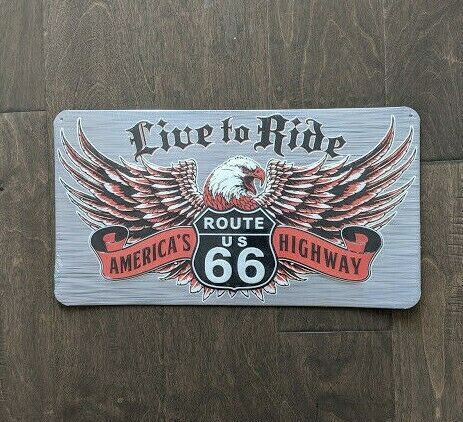 Live to Ride
ROUTE
US
66
AMERICA'S HIGHWAY